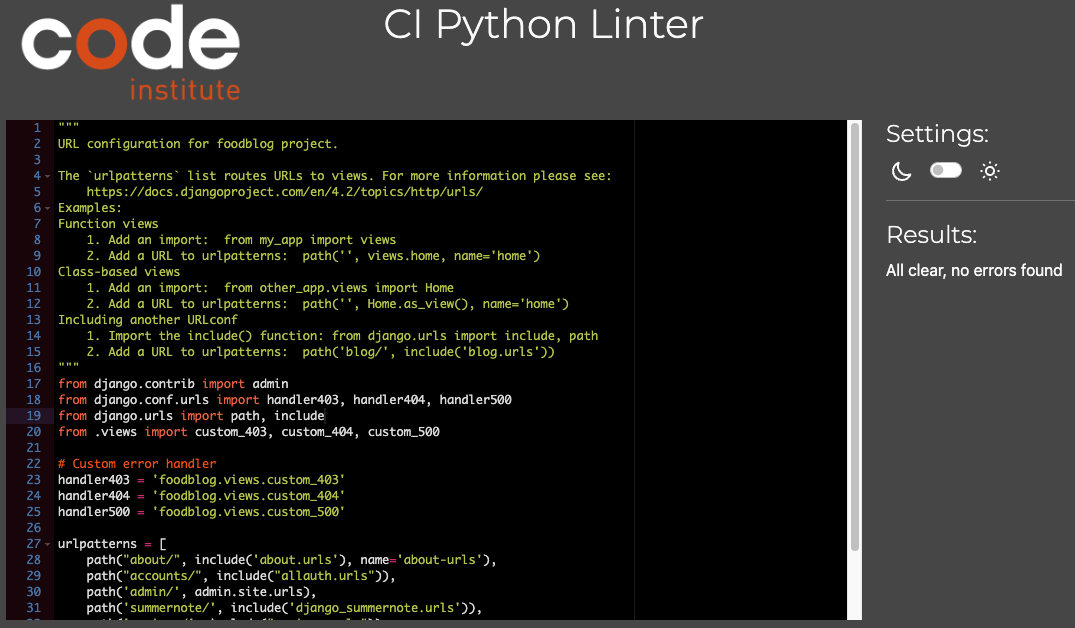 code
institute
CI Python Linter
1 """
2 URL configuration for foodblog project.
3
4 The `urlpatterns` list routes URLs to views. For more information please see:
5     https://docs.djangoproject.com/en/4.2/topics/http/urls/
6 Examples:
7 Function views
8     1. Add an import:  from my_app import views
9     2. Add a URL to urlpatterns:  path('', views.home, name='home')
10 Class-based views
11     1. Add an import:  from other_app.views import Home
12     2. Add a URL to urlpatterns:  path('', Home.as_view(), name='home')
13 Including another URLconf
14     1. Import the include() function: from django.urls import include, path
15     2. Add a URL to urlpatterns:  path('blog/', include('blog.urls'))
16 """
17 from django.contrib import admin
18 from django.conf.urls import handler403, handler404, handler500
19 from django.urls import path, include
20 from .views import custom_403, custom_404, custom_500
21
22 # Custom error handler
23 handler403 = 'foodblog.views.custom_403'
24 handler404 = 'foodblog.views.custom_404'
25 handler500 = 'foodblog.views.custom_500'
26
27 urlpatterns = [
28     path("about/", include('about.urls'), name='about-urls'),
29     path("accounts/", include("allauth.urls")),
30     path('admin/', admin.site.urls),
31     path('summernote/', include('django_summernote.urls')),
Settings:
Results:
All clear, no errors found